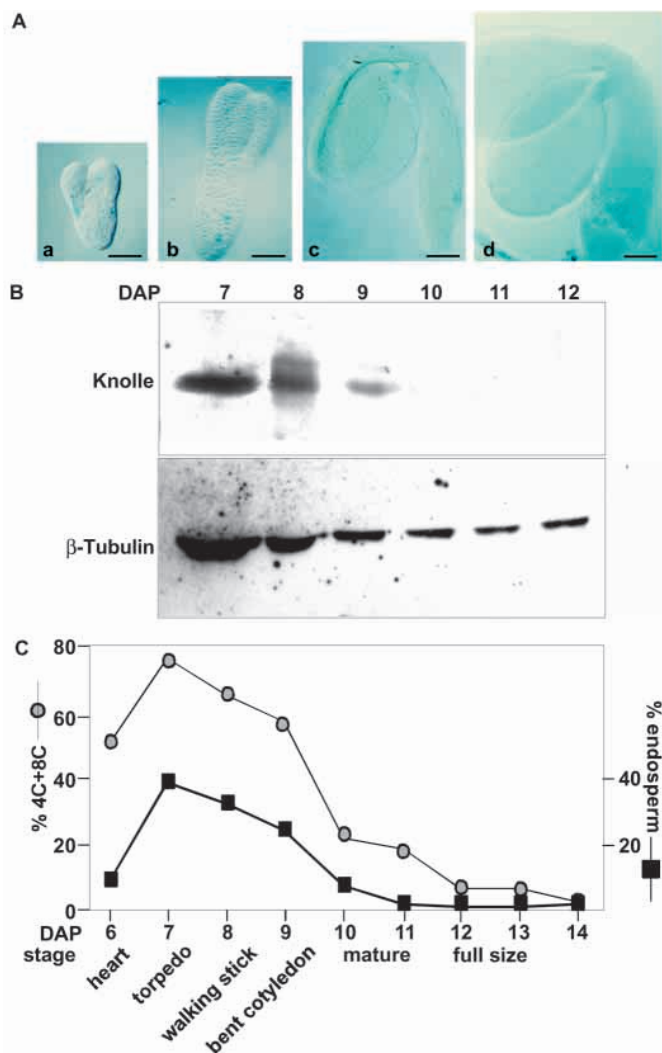 A
a b c d
B DAP 7 8 9 10 11 12
Knolle
β-Tubulin
C
80
60
40
20
0
% 4C+8C
40
20
% endosperm
DAP 6 7 8 9 10 11 12 13 14
stage heart torpedo walking stick bent cotyledon mature full size